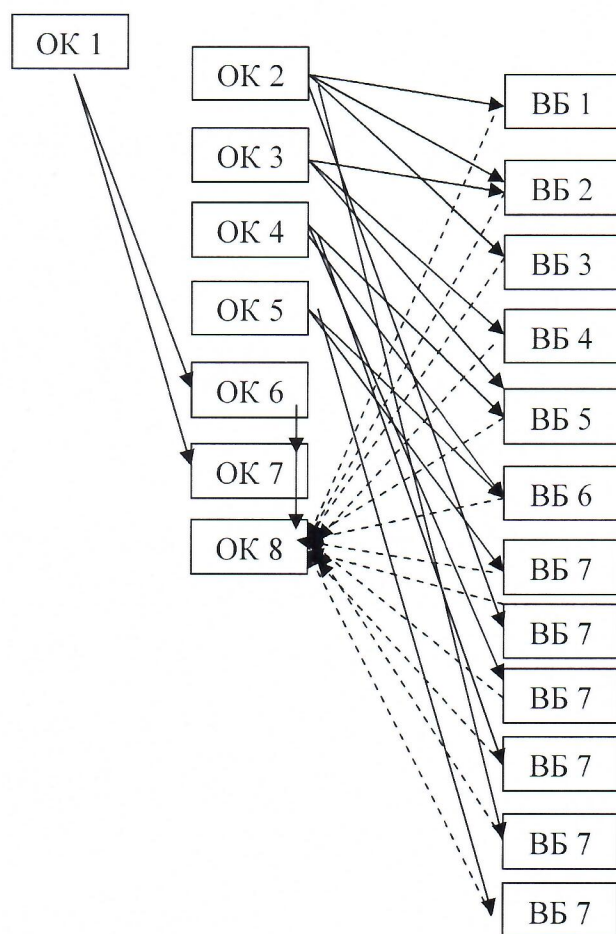 ОК 1
ОК 2
ОК 3
ОК 4
ОК 5
ОК 6
ОК 7
ОК 8
ВБ 1
ВБ 2
ВБ 3
ВБ 4
ВБ 5
ВБ 6
ВБ 7
ВБ 7
ВБ 7
ВБ 7
ВБ 7
ВБ 7